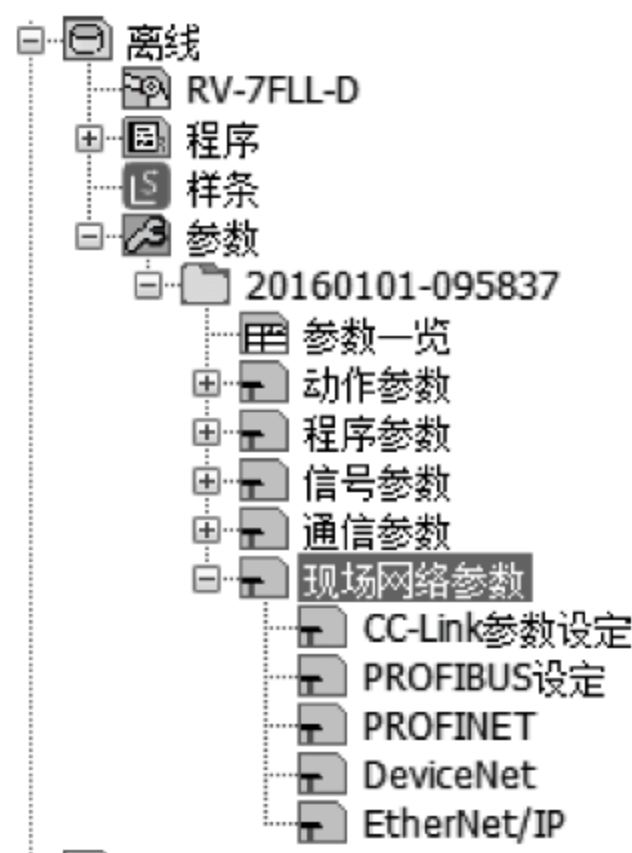 离线
RV-7FLL-D
程序
样条
参数
20160101-095837
参数一览
动作参数
程序参数
信号参数
通信参数
现场网络参数
CC-Link参数设定
PROFIBUS设定
PROFINET
DeviceNet
EtherNet/IP